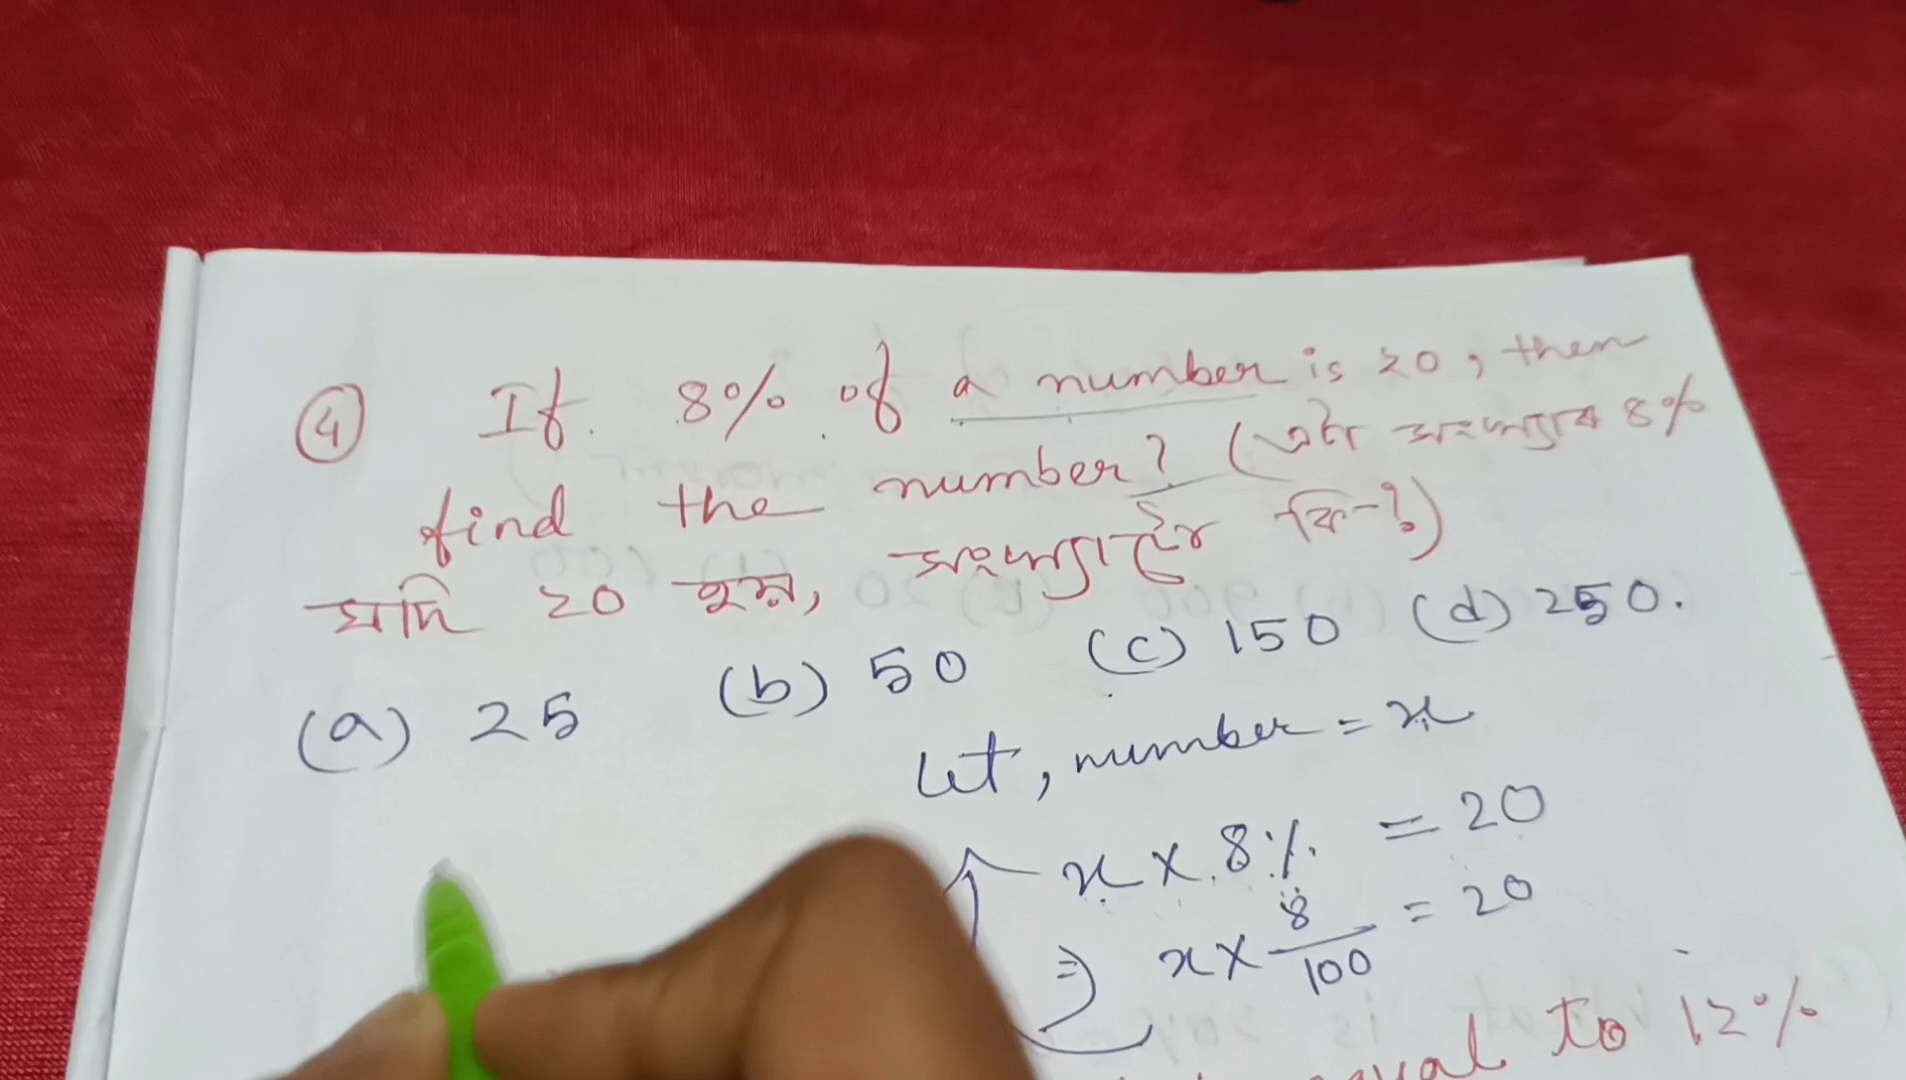 ④ If 8% of a number is 20, then
find the number? (এটা সংখ্যাৰ 8%
যদি 20 হয়, সংখ্যাটো কি-?)
(a) 25 (b) 50 (c) 150 (d) 250.
Let, number = x
x × 8% = 20
⇒ x × 8/100 = 20
to 12%